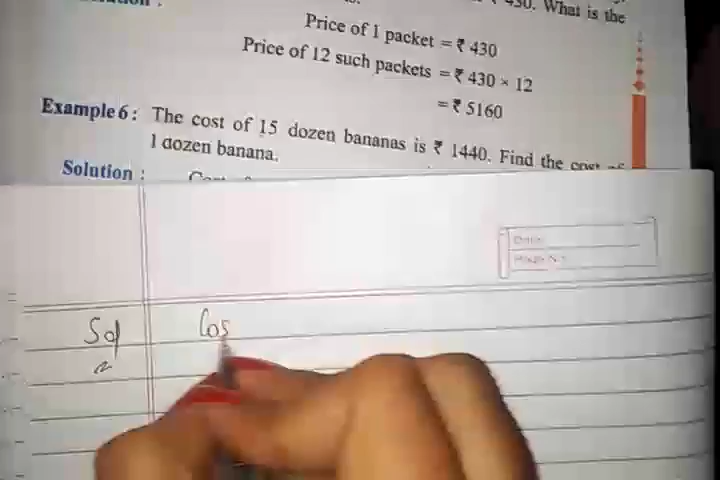 ₹ 430. What is the
Price of 1 packet = ₹ 430
Price of 12 such packets = ₹ 430 × 12
= ₹ 5160
Example 6 : The cost of 15 dozen bananas is ₹ 1440. Find the cost of
1 dozen banana.
Solution :
Date
Page No.
Sol Cos